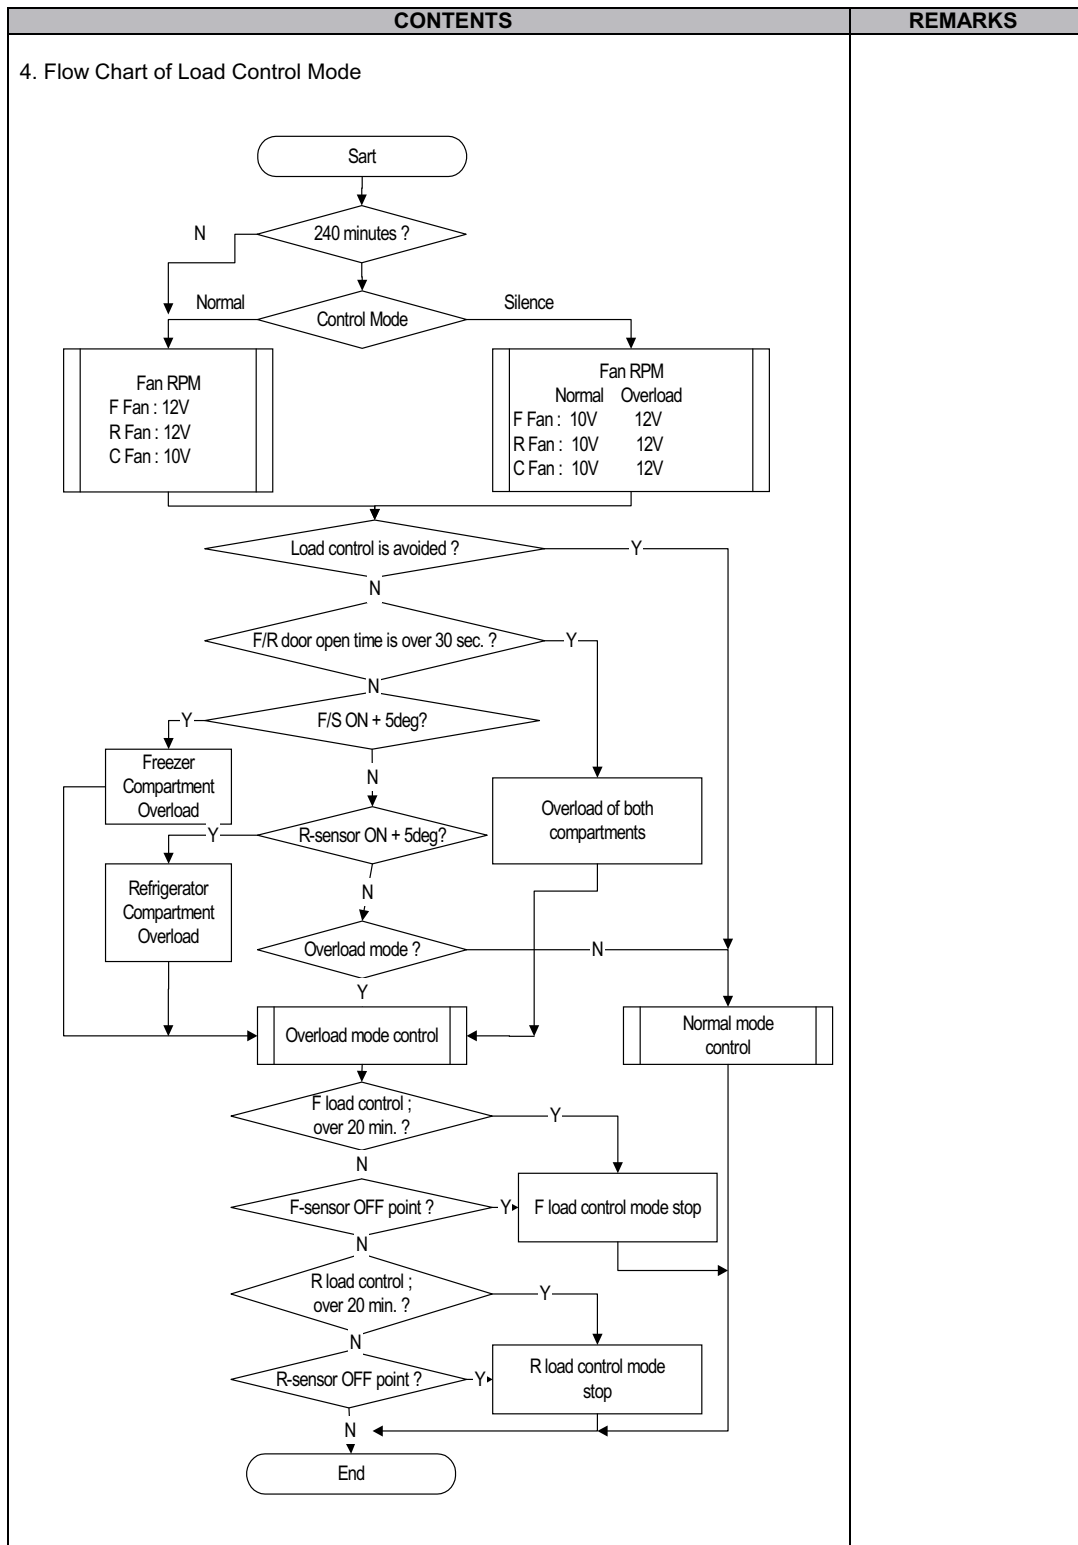 CONTENTS
REMARKS
4. Flow Chart of Load Control Mode
Sart
240 minutes ?
N
Normal
Control Mode
Silence
Fan RPM
F Fan : 12V
R Fan : 12V
C Fan : 10V
Fan RPM
Normal Overload
F Fan : 10V 12V
R Fan : 10V 12V
C Fan : 10V 12V
Load control is avoided ?
Y
N
F/R door open time is over 30 sec. ?
Y
N
F/S ON + 5deg?
Y
N
Freezer
Compartment
Overload
Overload of both
compartments
R-sensor ON + 5deg?
Y
N
Refrigerator
Compartment
Overload
Overload mode ?
N
Y
Overload mode control
Normal mode
control
F load control ;
over 20 min. ?
Y
N
F-sensor OFF point ?
Y
F load control mode stop
N
R load control ;
over 20 min. ?
Y
N
R-sensor OFF point ?
Y
R load control mode
stop
N
End